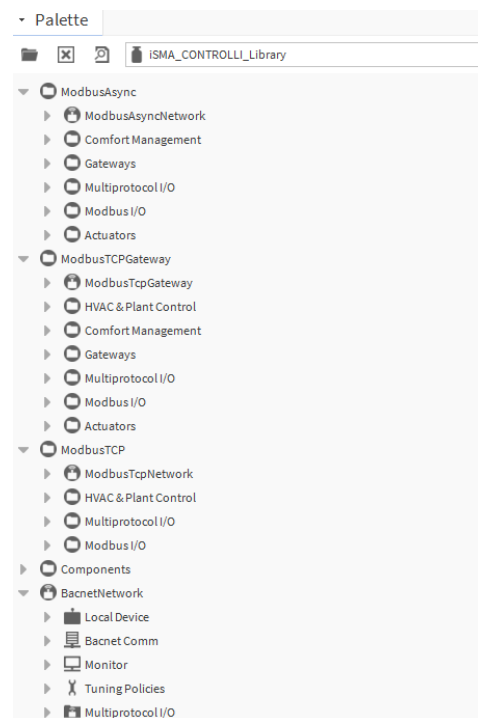 Palette
iSMA_CONTROLLI_Library
ModbusAsync
ModbusAsyncNetwork
Comfort Management
Gateways
Multiprotocol I/O
Modbus I/O
Actuators
ModbusTCPGateway
ModbusTcpGateway
HVAC & Plant Control
Comfort Management
Gateways
Multiprotocol I/O
Modbus I/O
Actuators
ModbusTCP
ModbusTcpNetwork
HVAC & Plant Control
Multiprotocol I/O
Modbus I/O
Components
BacnetNetwork
Local Device
Bacnet Comm
Monitor
Tuning Policies
Multiprotocol I/O